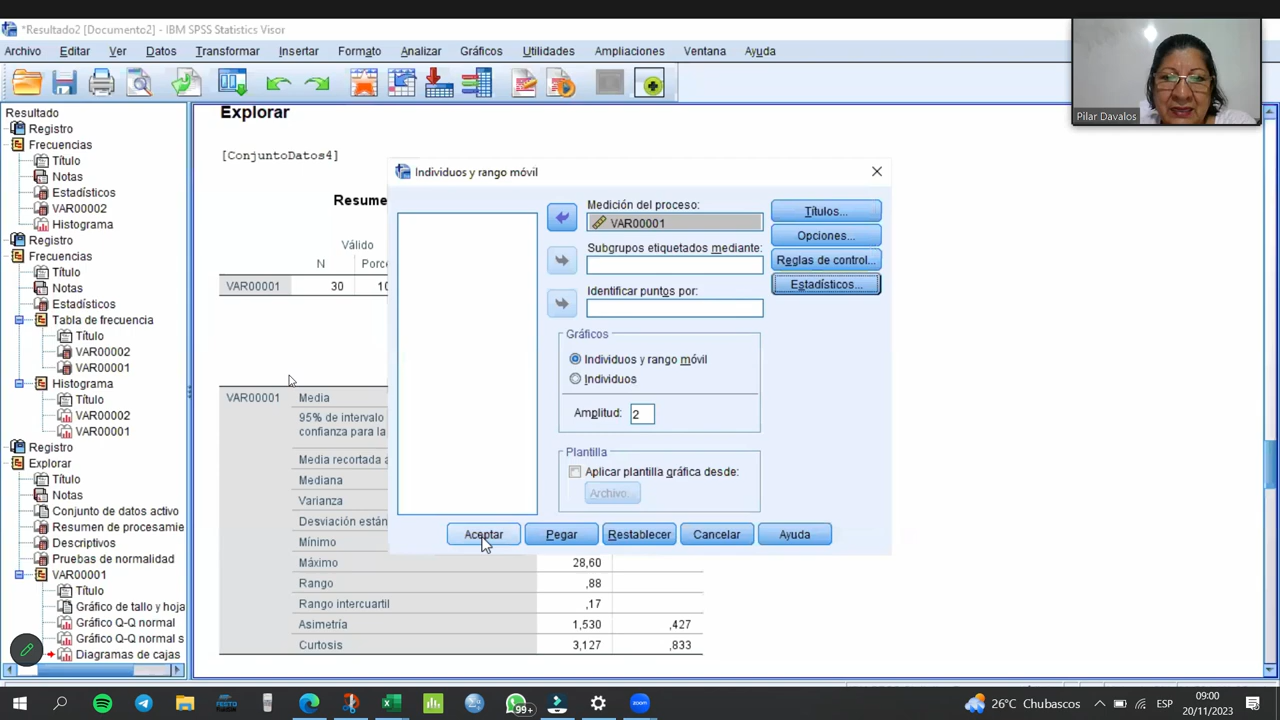 *Resultado2 [Documento2] - IBM SPSS Statistics Visor
Archivo Editar Ver Datos Transformar Insertar Formato Analizar Gráficos Utilidades Ampliaciones Ventana Ayuda
Pilar Davalos
Resultado
Registro
Frecuencias
Título
Notas
Estadísticos
VAR00002
Histograma
Registro
Frecuencias
Título
Notas
Estadísticos
Tabla de frecuencia
Título
VAR00002
VAR00001
Histograma
Título
VAR00002
VAR00001
Registro
Explorar
Título
Notas
Conjunto de datos activo
Resumen de procesamie
Descriptivos
Pruebas de normalidad
VAR00001
Título
Gráfico de tallo y hoja
Gráfico Q-Q normal
Gráfico Q-Q normal s
Diagramas de cajas
Explorar
[ConjuntoDatos4]
Resume
Válido
N Porce
VAR00001 30 10
VAR00001 Media
95% de intervalo
confianza para la
Media recortada a
Mediana
Varianza
Desviación están
Mínimo
Máximo 28,60
Rango ,88
Rango intercuartil ,17
Asimetría 1,530 ,427
Curtosis 3,127 ,833
Individuos y rango móvil
Medición del proceso:
VAR00001
Subgrupos etiquetados mediante:
Identificar puntos por:
Gráficos
Individuos y rango móvil
Individuos
Amplitud: 2
Plantilla
Aplicar plantilla gráfica desde:
Archivo...
Títulos...
Opciones...
Reglas de control...
Estadísticos...
Aceptar Pegar Restablecer Cancelar Ayuda
FESTO
99+
zoom
26°C Chubascos
ESP
09:00
20/11/2023